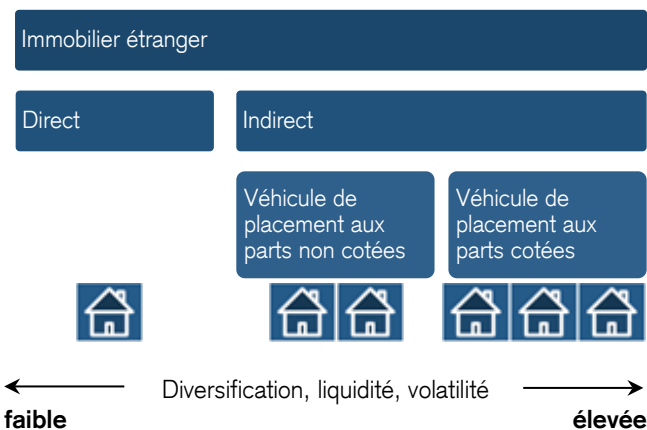 Immobilier étranger
Direct
Indirect
Véhicule de
placement aux
parts non cotées
Véhicule de
placement aux
parts cotées
Diversification, liquidité, volatilité
faible
élevée